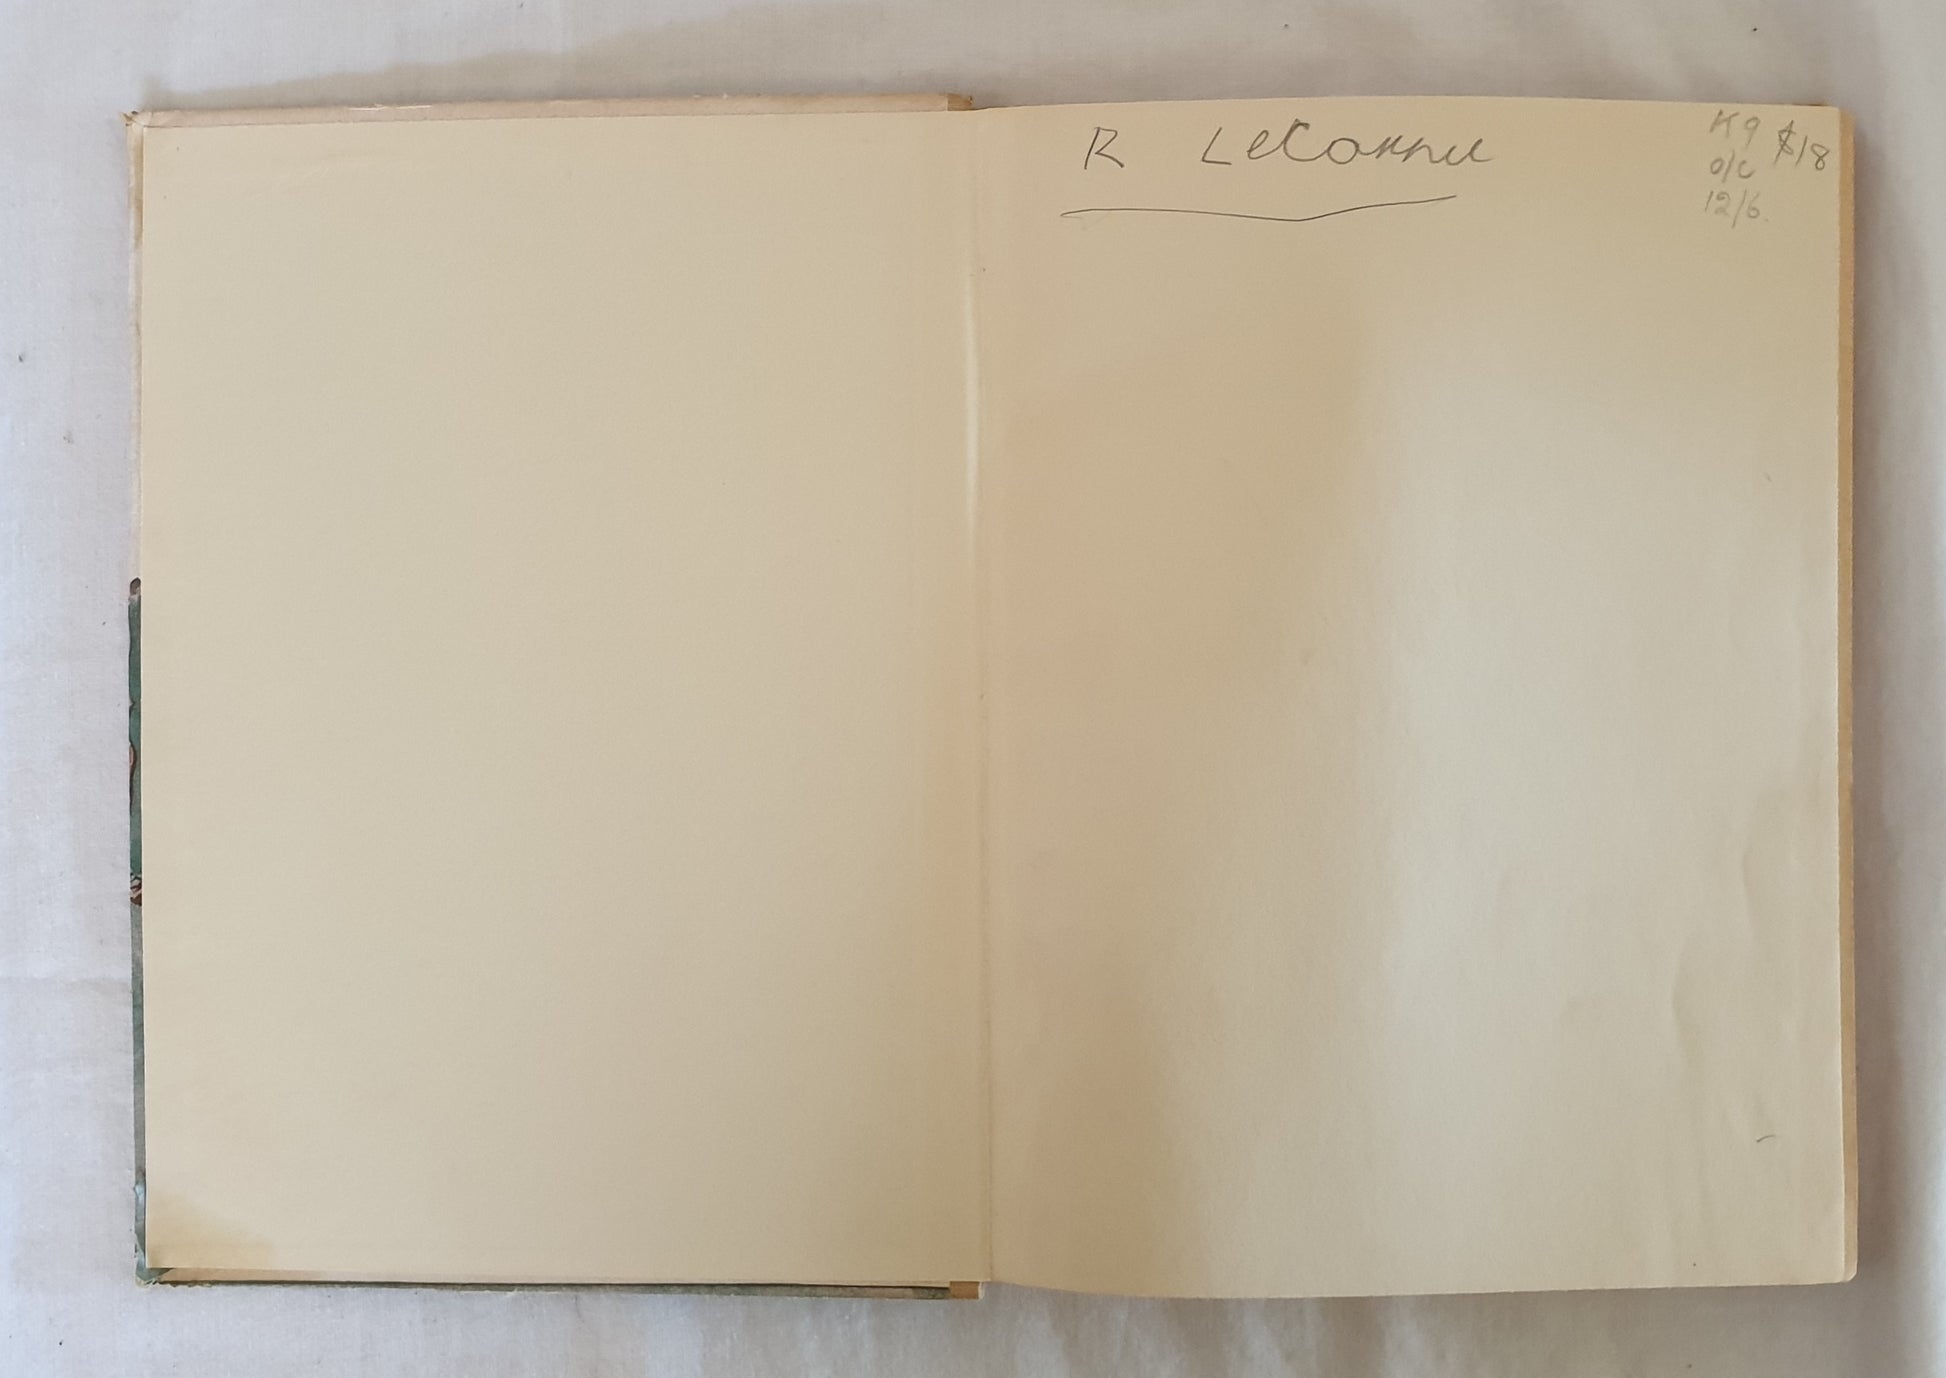 R LeCornu
K9 $18
o/c
12/6.